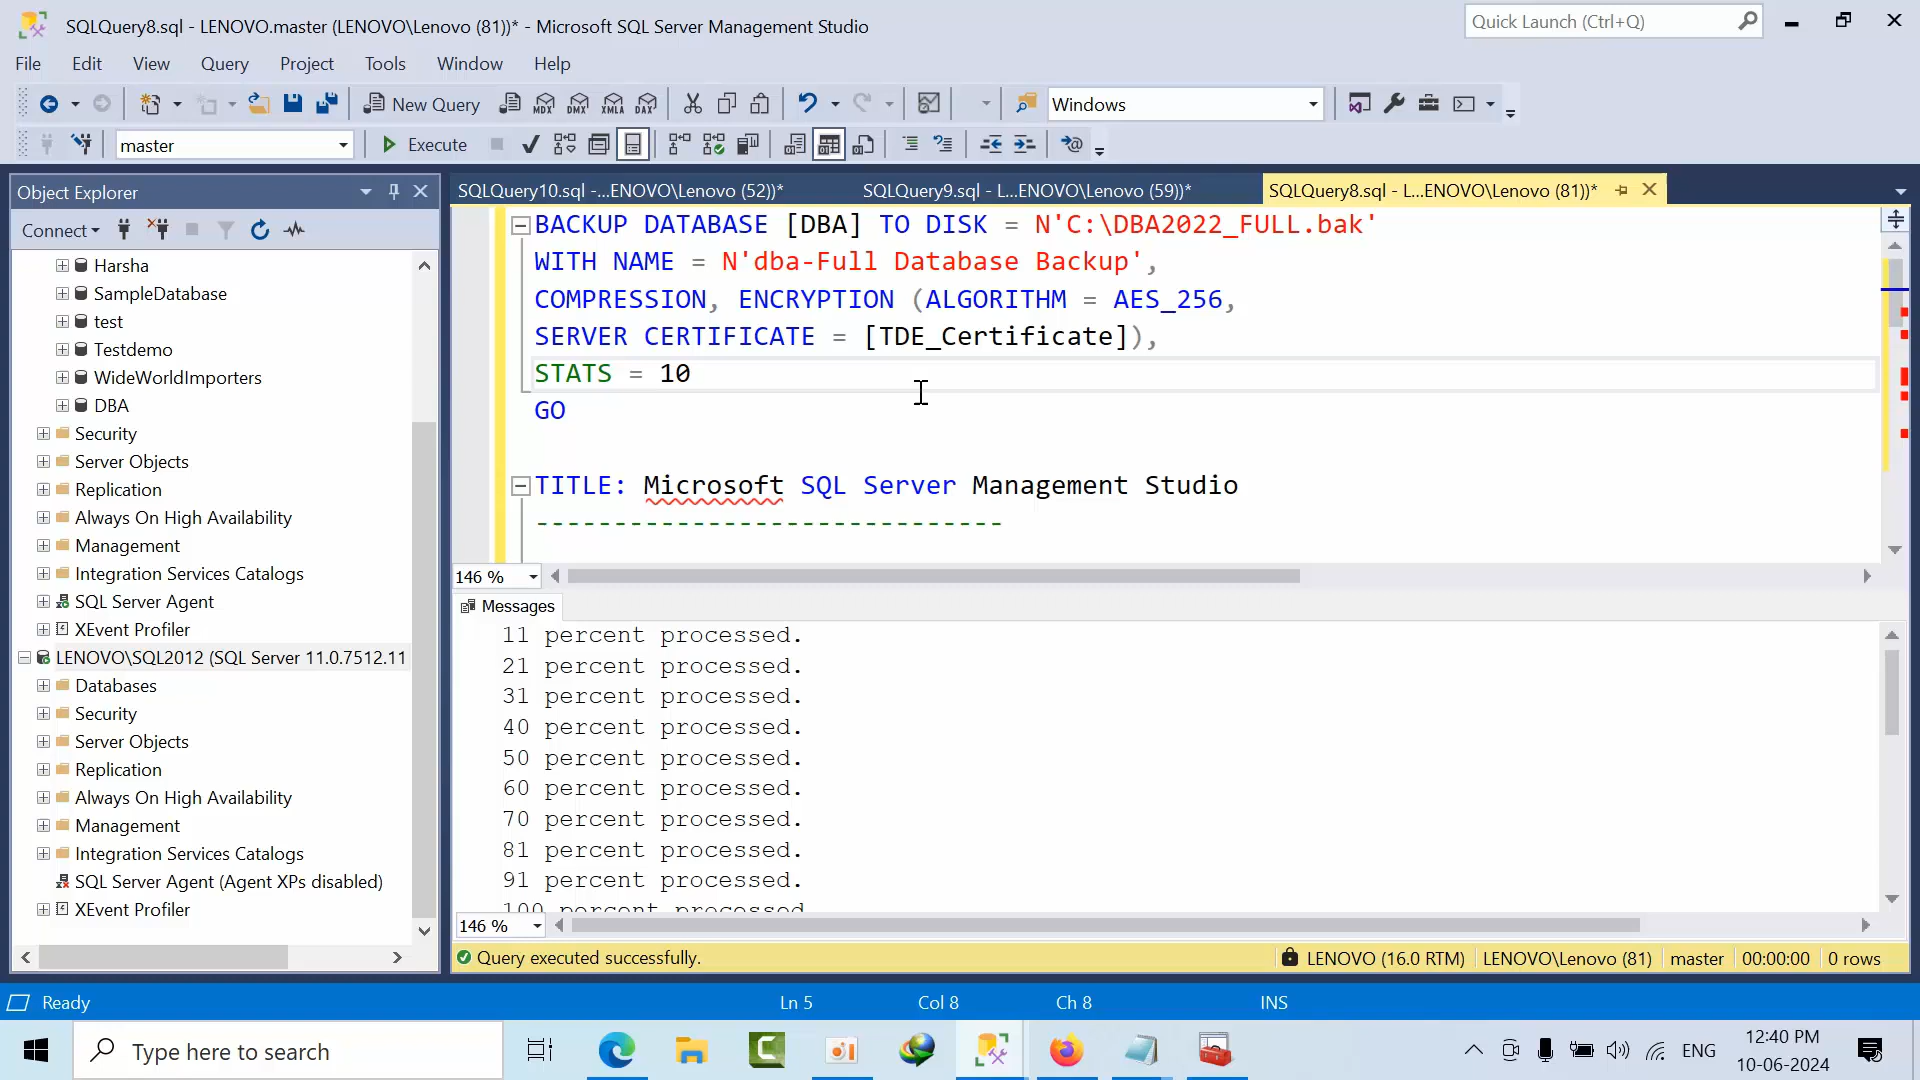 SQLQuery8.sql - LENOVO.master (LENOVO\Lenovo (81))* - Microsoft SQL Server Management Studio
Quick Launch (Ctrl+Q)
File Edit View Query Project Tools Window Help
New Query
MDX DMX XMLA DAX
Windows
master
Execute
Object Explorer
SQLQuery10.sql -...ENOVO\Lenovo (52))*
SQLQuery9.sql - L...ENOVO\Lenovo (59))*
SQLQuery8.sql - L...ENOVO\Lenovo (81))*
Connect
Harsha
SampleDatabase
test
Testdemo
WideWorldImporters
DBA
Security
Server Objects
Replication
Always On High Availability
Management
Integration Services Catalogs
SQL Server Agent
XEvent Profiler
LENOVO\SQL2012 (SQL Server 11.0.7512.11
Databases
Security
Server Objects
Replication
Always On High Availability
Management
Integration Services Catalogs
SQL Server Agent (Agent XPs disabled)
XEvent Profiler
BACKUP DATABASE [DBA] TO DISK = N'C:\DBA2022_FULL.bak'
WITH NAME = N'dba-Full Database Backup',
COMPRESSION, ENCRYPTION (ALGORITHM = AES_256,
SERVER CERTIFICATE = [TDE_Certificate]),
STATS = 10
GO
TITLE: Microsoft SQL Server Management Studio
------------------------------
146 %
Messages
11 percent processed.
21 percent processed.
31 percent processed.
40 percent processed.
50 percent processed.
60 percent processed.
70 percent processed.
81 percent processed.
91 percent processed.
100 percent processed.
146 %
Query executed successfully.
LENOVO (16.0 RTM) LENOVO\Lenovo (81) master 00:00:00 0 rows
Ready
Ln 5 Col 8 Ch 8 INS
Type here to search
ENG
12:40 PM
10-06-2024